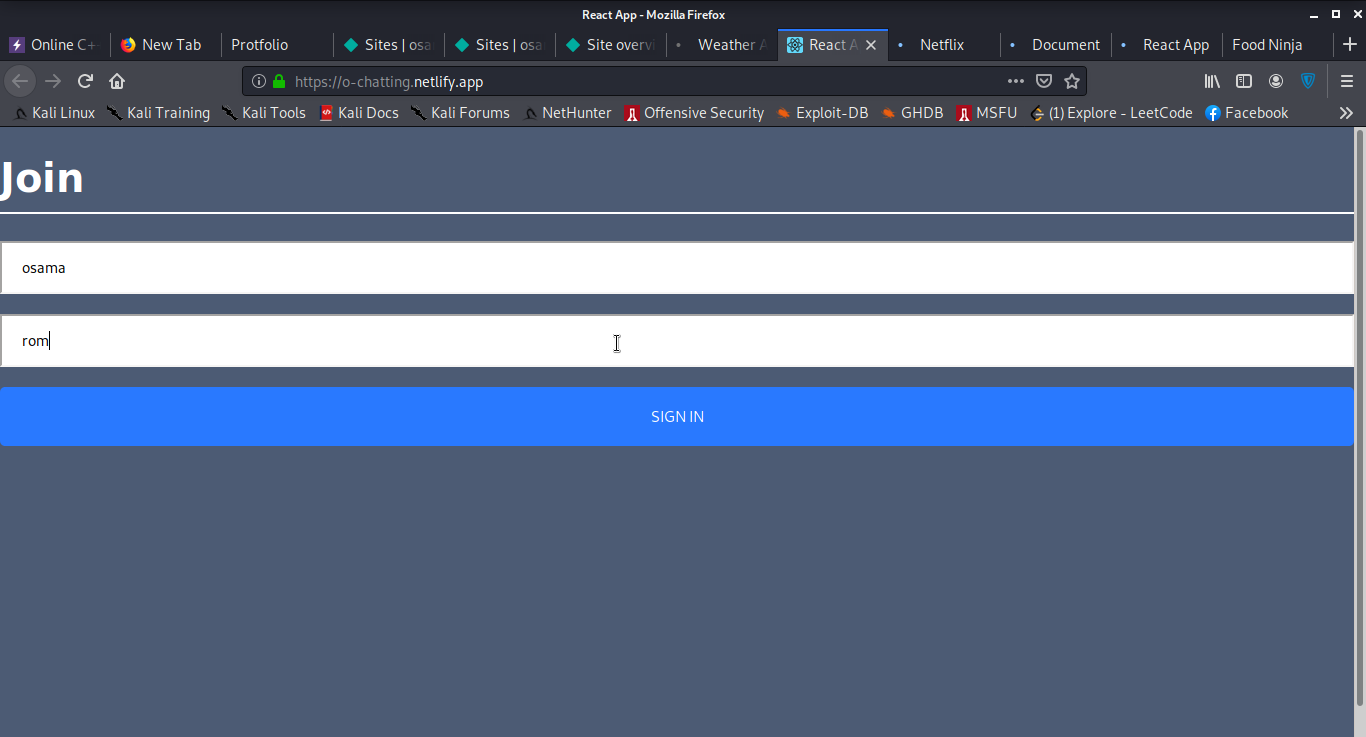 React App - Mozilla Firefox
Online C++ New Tab Protfolio Sites | osa Sites | osa Site overvi Weather A React A Netflix Document React App Food Ninja
https://o-chatting.netlify.app
Kali Linux Kali Training Kali Tools Kali Docs Kali Forums NetHunter Offensive Security Exploit-DB GHDB MSFU (1) Explore - LeetCode Facebook
Join
osama
rom
SIGN IN